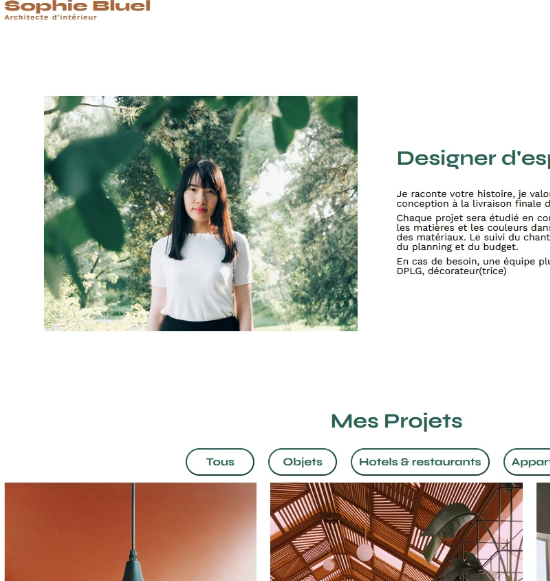 Sophie Bluel
Architecte d'intérieur
Designer d'esp
Je raconte votre histoire, je valo
conception à la livraison finale d
Chaque projet sera étudié en co
les matières et les couleurs dans
des matériaux. Le suivi du chant
du planning et du budget.
En cas de besoin, une équipe plu
DPLG, décorateur(trice)
Mes Projets
Tous
Objets
Hotels & restaurants
Appart